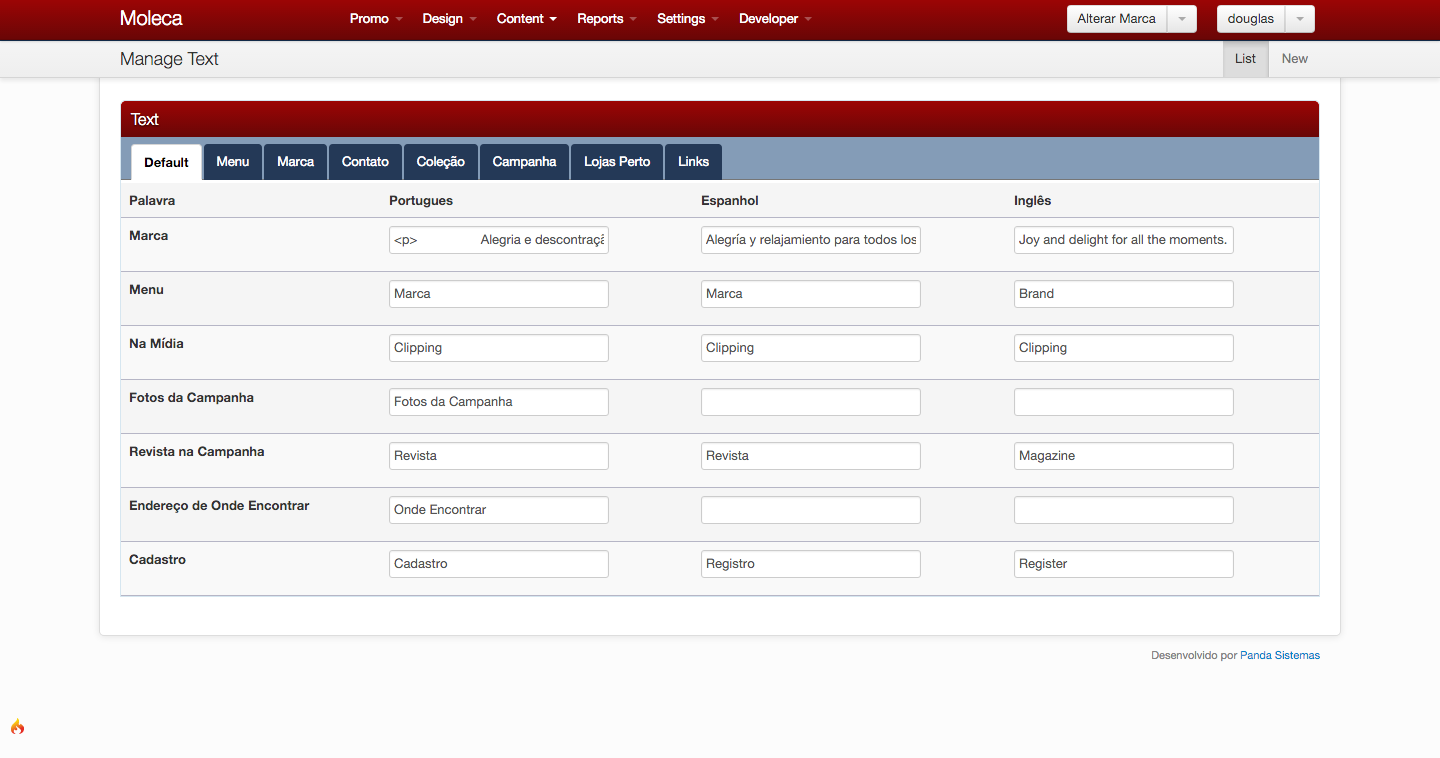 Moleca Promo Design Content Reports Settings Developer Alterar Marca douglas
Manage Text List New
Text
Default Menu Marca Contato Coleção Campanha Lojas Perto Links
Palavra Portugues Espanhol Inglês
Marca <p> Alegria e descontraçã Alegría y relajamiento para todos los Joy and delight for all the moments.
Menu Marca Marca Brand
Na Mídia Clipping Clipping Clipping
Fotos da Campanha Fotos da Campanha
Revista na Campanha Revista Revista Magazine
Endereço de Onde Encontrar Onde Encontrar
Cadastro Cadastro Registro Register
Desenvolvido por Panda Sistemas